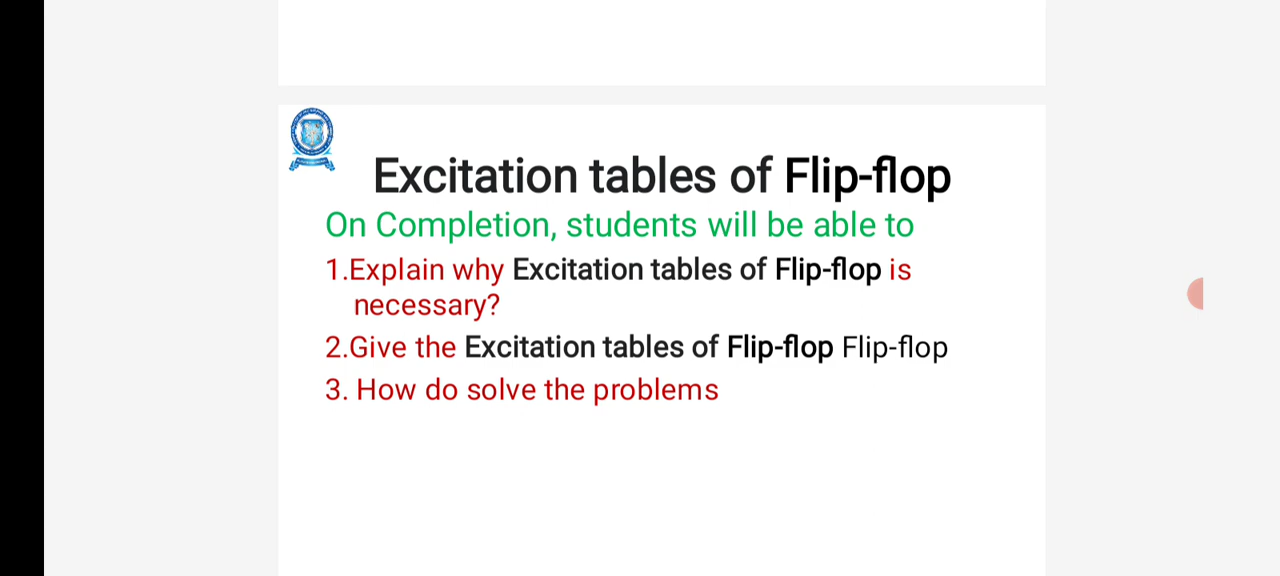 Excitation tables of Flip-flop
On Completion, students will be able to
1.Explain why Excitation tables of Flip-flop is
necessary?
2.Give the Excitation tables of Flip-flop Flip-flop
3. How do solve the problems